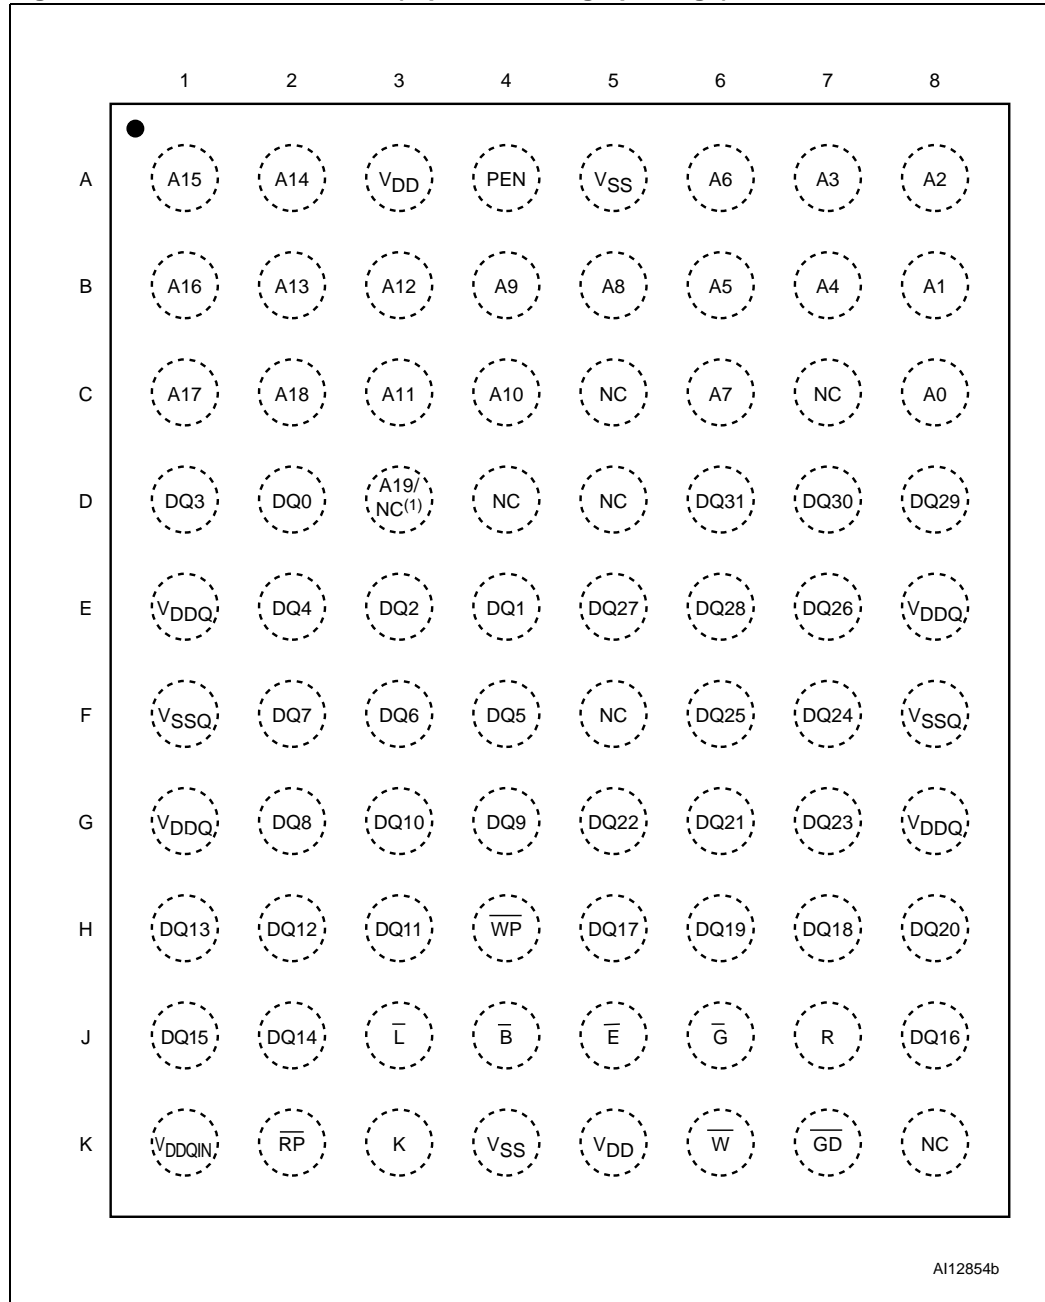 1 2 3 4 5 6 7 8
A A15 A14 VDD PEN VSS A6 A3 A2
B A16 A13 A12 A9 A8 A5 A4 A1
C A17 A18 A11 A10 NC A7 NC A0
D DQ3 DQ0 A19/NC(1) NC NC DQ31 DQ30 DQ29
E VDDQ DQ4 DQ2 DQ1 DQ27 DQ28 DQ26 VDDQ
F VSSQ DQ7 DQ6 DQ5 NC DQ25 DQ24 VSSQ
G VDDQ DQ8 DQ10 DQ9 DQ22 DQ21 DQ23 VDDQ
H DQ13 DQ12 DQ11 W̅P̅ DQ17 DQ19 DQ18 DQ20
J DQ15 DQ14 L̅ B̅ E̅ G̅ R DQ16
K VDDQIN R̅P̅ K VSS VDD W̅ G̅D̅ NC
AI12854b